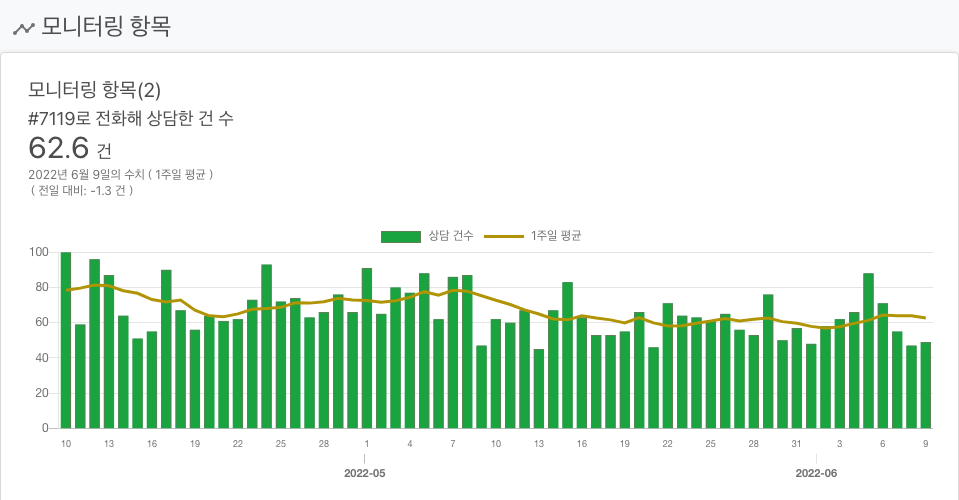 모니터링 항목
모니터링 항목(2)
#7119로 전화해 상담한 건 수
62.6 건
2022년 6월 9일의 수치 ( 1주일 평균 )
( 전일 대비: -1.3 건 )
상담 건수 1주일 평균
100
80
60
40
20
0
10 13 16 19 22 25 28 1 4 7 10 13 16 19 22 25 28 31 3 6 9
2022-05 2022-06